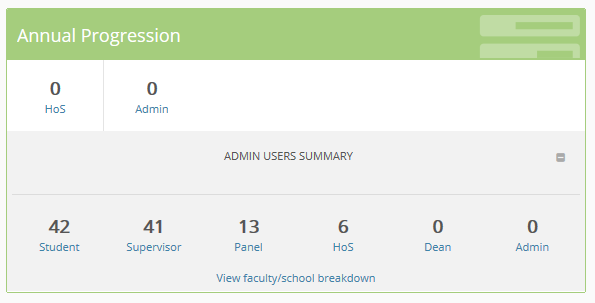 Annual Progression
0 0
HoS Admin
ADMIN USERS SUMMARY
42 41 13 6 0 0
Student Supervisor Panel HoS Dean Admin
View faculty/school breakdown